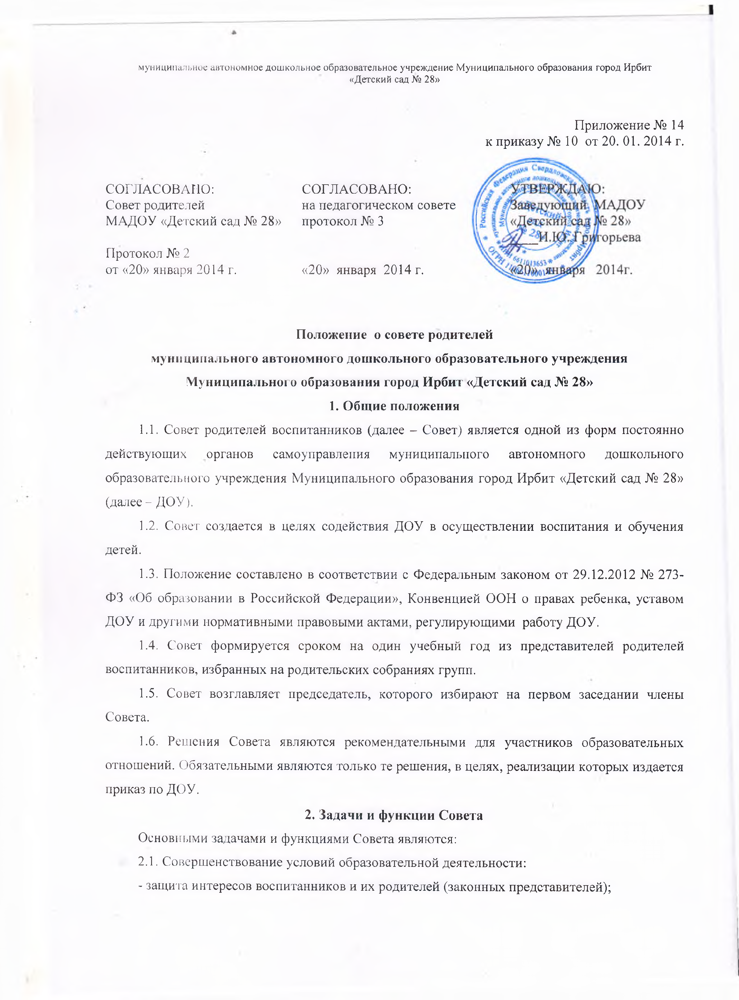 муниципальное автономное дошкольное образовательное учреждение Муниципального образования город Ирбит
«Детский сад № 28»
Приложение № 14
к приказу № 10 от 20. 01. 2014 г.
СОГЛАСОВАНО:
Совет родителей
МАДОУ «Детский сад № 28»
Протокол № 2
от «20» января 2014 г.
СОГЛАСОВАНО:
на педагогическом совете
протокол № 3
«20» января 2014 г.
УТВЕРЖДАЮ:
Заведующий МАДОУ
«Детский сад № 28»
____И.Ю. Григорьева
«20» января 2014г.
Российская Федерация Свердловская область город Ирбит
ИНН 6611013653
Положение о совете родителей
муниципального автономного дошкольного образовательного учреждения
Муниципального образования город Ирбит «Детский сад № 28»
1. Общие положения
1.1. Совет родителей воспитанников (далее – Совет) является одной из форм постоянно
действующих органов самоуправления муниципального автономного дошкольного
образовательного учреждения Муниципального образования город Ирбит «Детский сад № 28»
(далее – ДОУ).
1.2. Совет создается в целях содействия ДОУ в осуществлении воспитания и обучения
детей.
1.3. Положение составлено в соответствии с Федеральным законом от 29.12.2012 № 273-
ФЗ «Об образовании в Российской Федерации», Конвенцией ООН о правах ребенка, уставом
ДОУ и другими нормативными правовыми актами, регулирующими работу ДОУ.
1.4. Совет формируется сроком на один учебный год из представителей родителей
воспитанников, избранных на родительских собраниях групп.
1.5. Совет возглавляет председатель, которого избирают на первом заседании члены
Совета.
1.6. Решения Совета являются рекомендательными для участников образовательных
отношений. Обязательными являются только те решения, в целях, реализации которых издается
приказ по ДОУ.
2. Задачи и функции Совета
Основными задачами и функциями Совета являются:
2.1. Совершенствование условий образовательной деятельности:
- защита интересов воспитанников и их родителей (законных представителей);